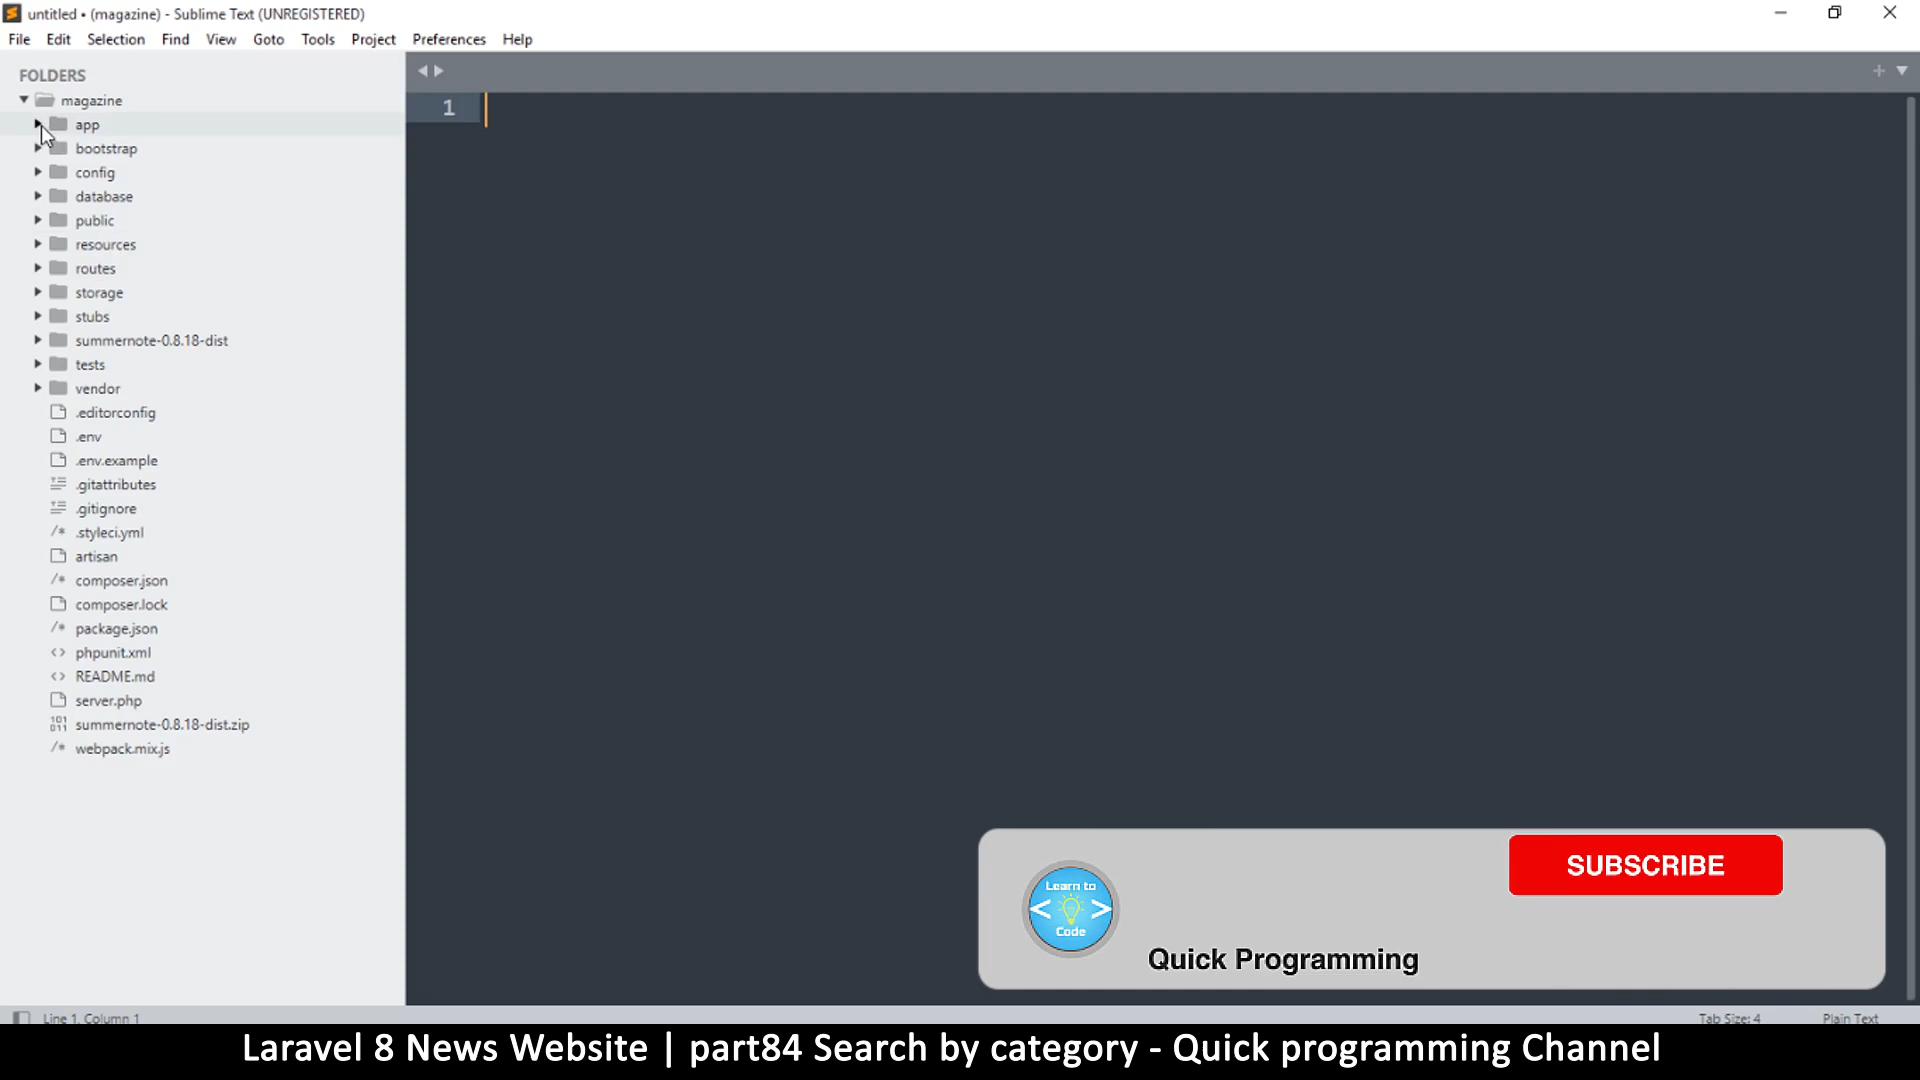 untitled • (magazine) - Sublime Text (UNREGISTERED)
File Edit Selection Find View Goto Tools Project Preferences Help
FOLDERS
magazine
app
bootstrap
config
database
public
resources
routes
storage
stubs
summernote-0.8.18-dist
tests
vendor
.editorconfig
.env
.env.example
.gitattributes
.gitignore
/* .styleci.yml
artisan
/* composer.json
composer.lock
/* package.json
<> phpunit.xml
<> README.md
server.php
summernote-0.8.18-dist.zip
/* webpack.mix.js
1
SUBSCRIBE
Learn to
< >
Code
Quick Programming
Line 1, Column 1
Tab Size: 4
Plain Text
Laravel 8 News Website | part84 Search by category - Quick programming Channel